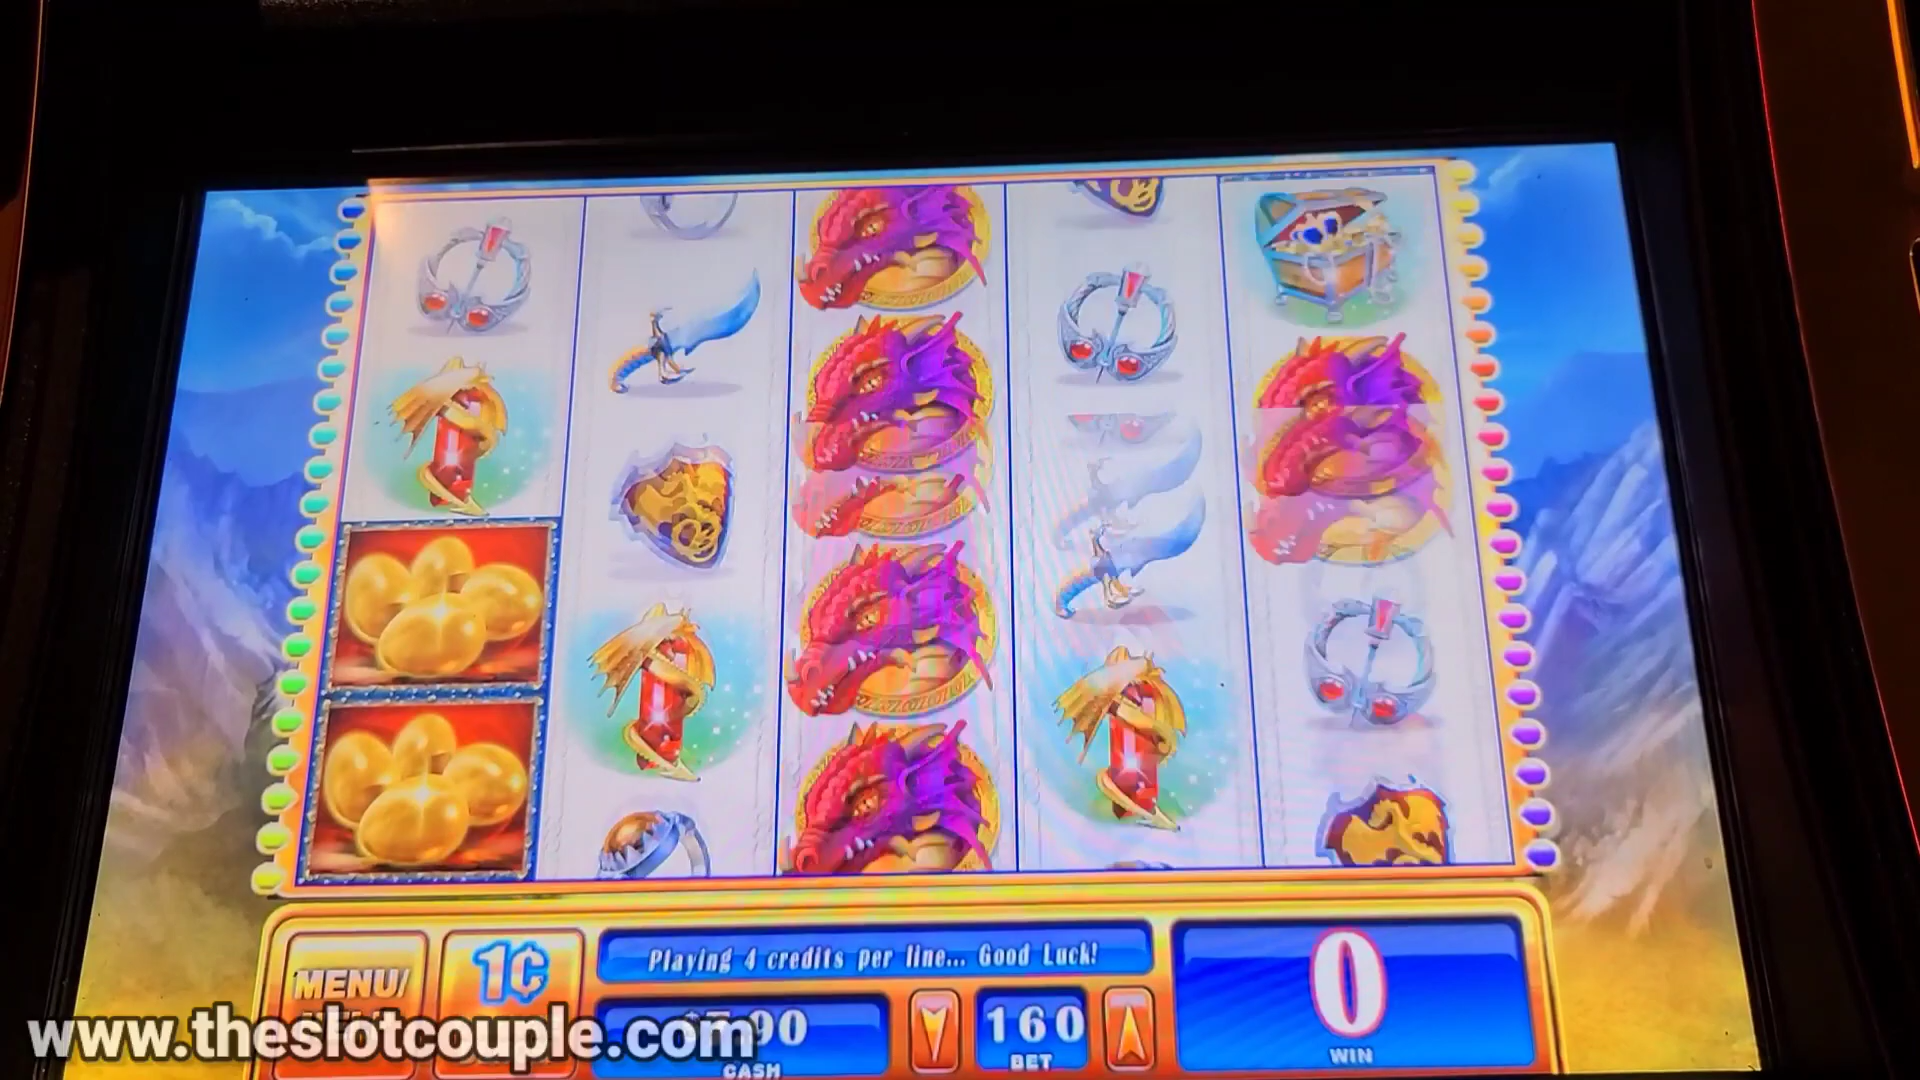 Playing 4 credits per line... Good Luck!
MENU/
1¢
0
WIN
160
BET
CASH
www.theslotcouple.com